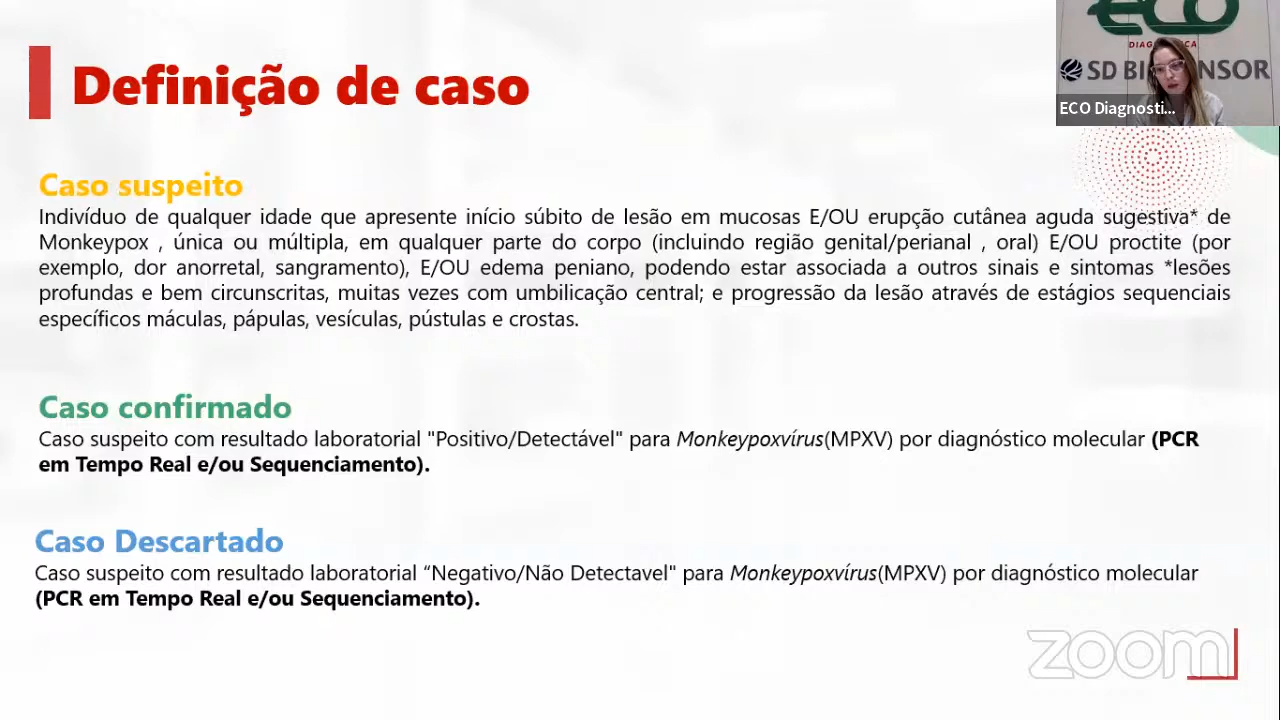 eco
DIAGNÓSTICA
SD BIOSENSOR
ECO Diagnosti...
Definição de caso
Caso suspeito
Indivíduo de qualquer idade que apresente início súbito de lesão em mucosas E/OU erupção cutânea aguda sugestiva* de
Monkeypox , única ou múltipla, em qualquer parte do corpo (incluindo região genital/perianal , oral) E/OU proctite (por
exemplo, dor anorretal, sangramento), E/OU edema peniano, podendo estar associada a outros sinais e sintomas *lesões
profundas e bem circunscritas, muitas vezes com umbilicação central; e progressão da lesão através de estágios sequenciais
específicos máculas, pápulas, vesículas, pústulas e crostas.
Caso confirmado
Caso suspeito com resultado laboratorial "Positivo/Detectável" para Monkeypoxvírus(MPXV) por diagnóstico molecular (PCR
em Tempo Real e/ou Sequenciamento).
Caso Descartado
Caso suspeito com resultado laboratorial “Negativo/Não Detectavel" para Monkeypoxvírus(MPXV) por diagnóstico molecular
(PCR em Tempo Real e/ou Sequenciamento).
zoom